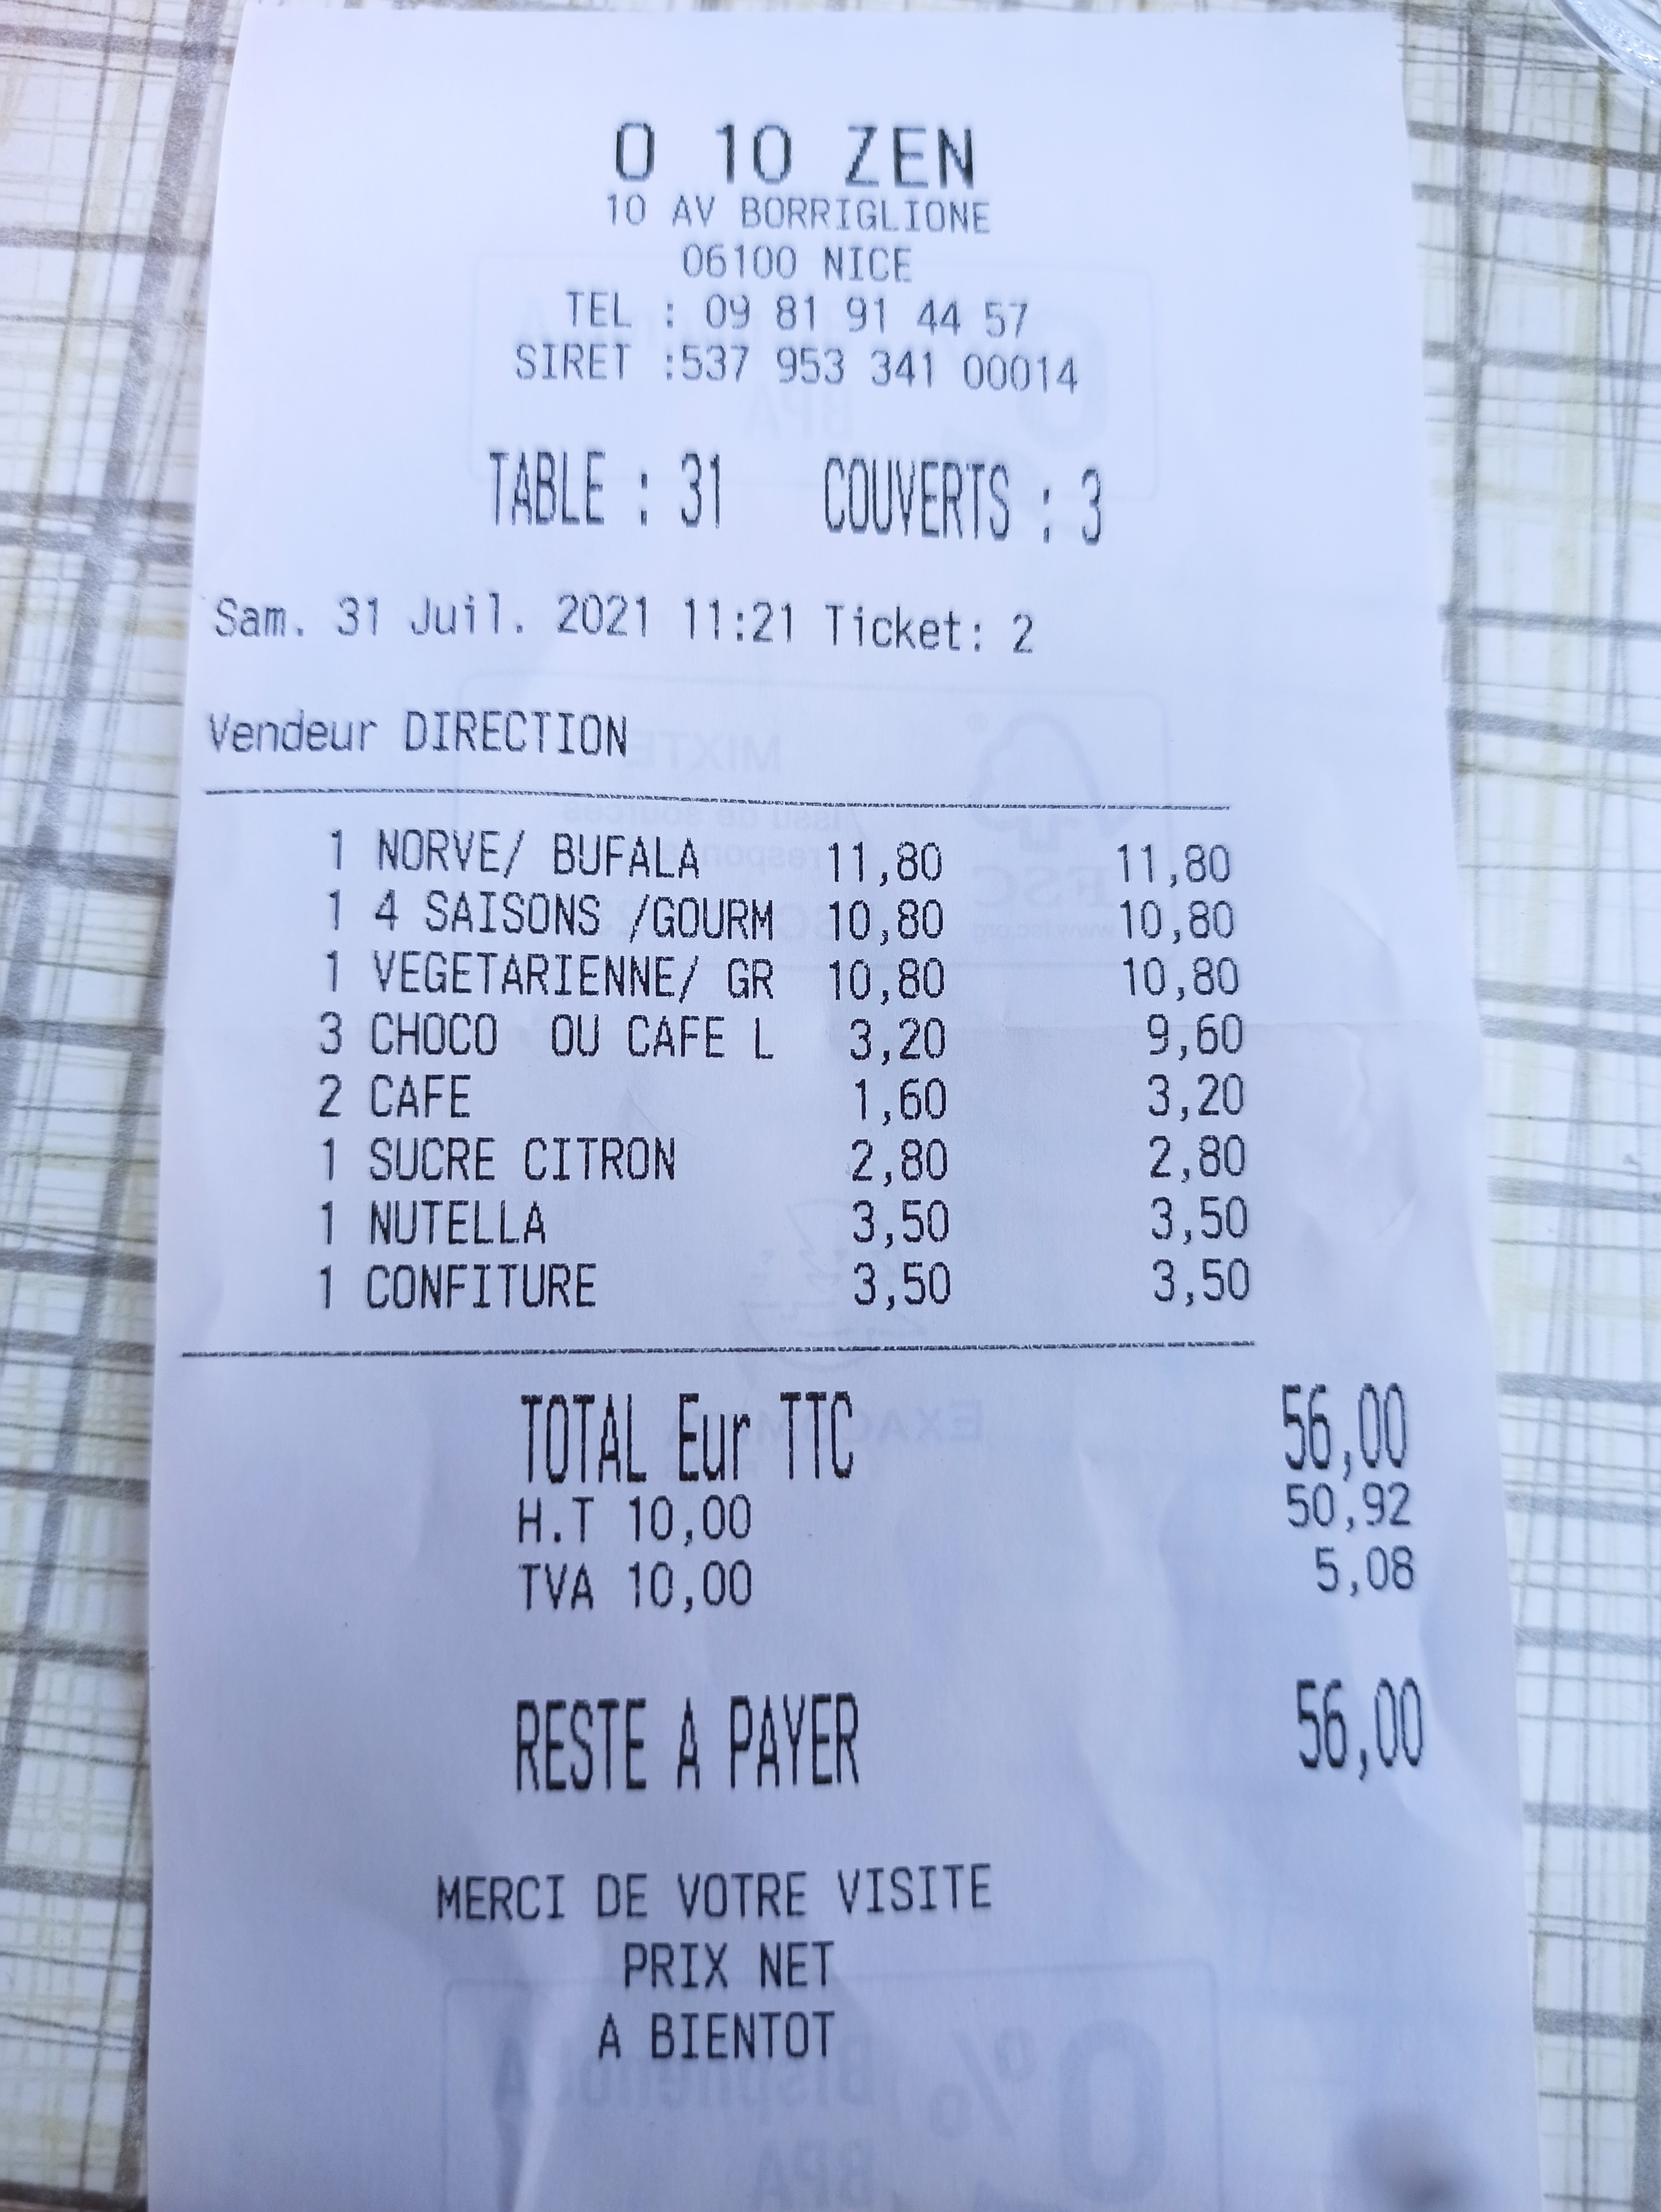 O 10 ZEN
10 AV BORRIGLIONE
06100 NICE
TEL : 09 81 91 44 57
SIRET :537 953 341 00014
TABLE : 31 COUVERTS : 3
Sam. 31 Juil. 2021 11:21 Ticket: 2
Vendeur DIRECTION
1 NORVE/ BUFALA 11,80 11,80
1 4 SAISONS /GOURM 10,80 10,80
1 VEGETARIENNE/ GR 10,80 10,80
3 CHOCO OU CAFE L 3,20 9,60
2 CAFE 1,60 3,20
1 SUCRE CITRON 2,80 2,80
1 NUTELLA 3,50 3,50
1 CONFITURE 3,50 3,50
TOTAL Eur TTC 56,00
H.T 10,00 50,92
TVA 10,00 5,08
RESTE A PAYER 56,00
MERCI DE VOTRE VISITE
PRIX NET
A BIENTOT